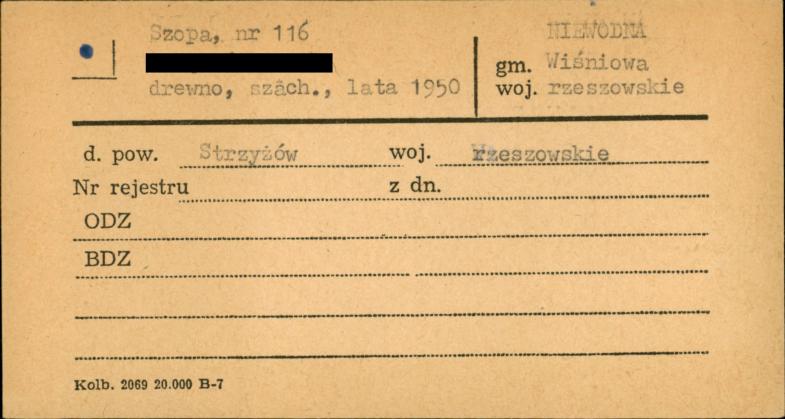 Szopa, nr 116
NIEWODNA
gm. Wiśniowa
drewno, szach., lata 1950
woj. rzeszowskie
d. pow. Strzyżów woj. rzeszowskie
Nr rejestru z dn.
ODZ
BDZ
Kolb. 2069 20.000 B-7